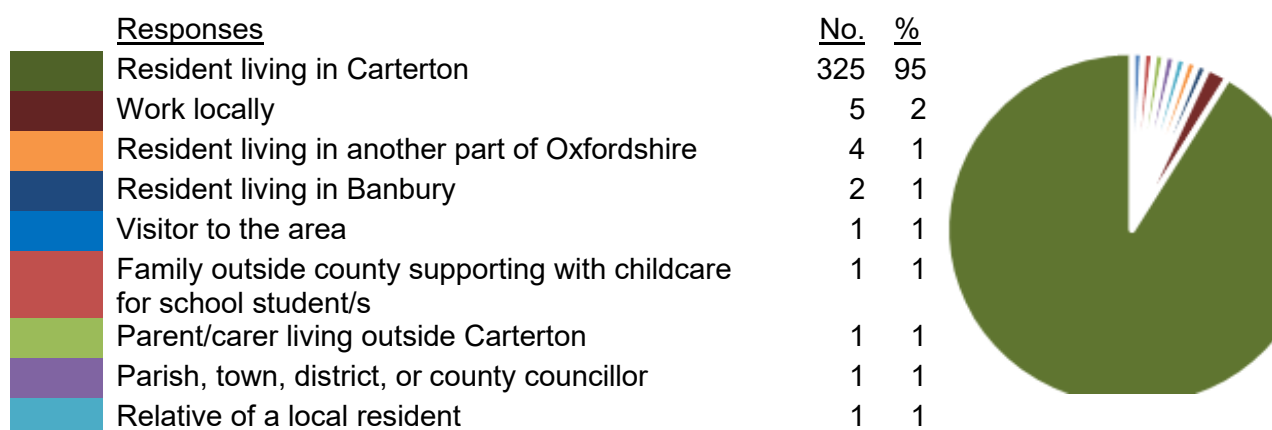 Responses No. %
Resident living in Carterton 325 95
Work locally 5 2
Resident living in another part of Oxfordshire 4 1
Resident living in Banbury 2 1
Visitor to the area 1 1
Family outside county supporting with childcare 1 1
for school student/s
Parent/carer living outside Carterton 1 1
Parish, town, district, or county councillor 1 1
Relative of a local resident 1 1